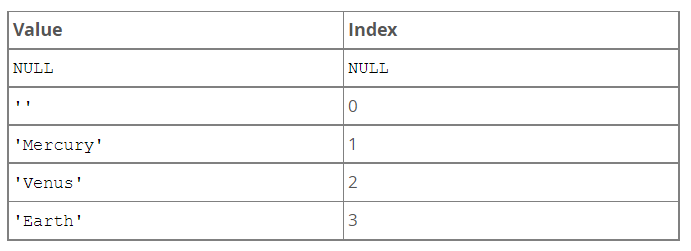 Value Index
NULL NULL
'' 0
'Mercury' 1
'Venus' 2
'Earth' 3